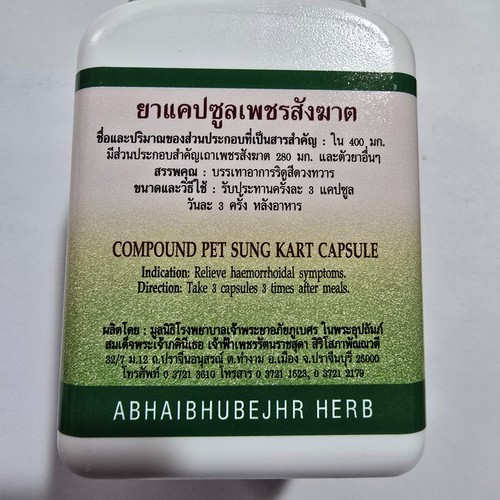 ยาแคปซูลเพชรสังฆาต
ชื่อและปริมาณของส่วนประกอบที่เป็นสารสำคัญ : ใน 400 มก.
มีส่วนประกอบสำคัญเถาเพชรสังฆาต 280 มก. และตัวยาอื่นๆ
สรรพคุณ : บรรเทาอาการริดสีดวงทวาร
ขนาดและวิธีใช้ : รับประทานครั้งละ 3 แคปซูล
วันละ 3 ครั้ง หลังอาหาร
COMPOUND PET SUNG KART CAPSULE
Indication: Relieve haemorrhoidal symptoms.
Direction: Take 3 capsules 3 times after meals.
ผลิตโดย : มูลนิธิโรงพยาบาลเจ้าพระยาอภัยภูเบศร ในพระอุปถัมภ์
สมเด็จพระเจ้าภคินีเธอ เจ้าฟ้าเพชรรัตนราชสุดา สิริโสภาพัณณวดี
32/7 ม.12 ถ.ปราจีนอนุสรณ์ ต.ท่างาม อ.เมือง จ.ปราจีนบุรี 25000
โทรศัพท์ 0 3721 3610 โทรสาร 0 3721 1523, 0 3721 2179
ABHAIBHUBEJHR HERB